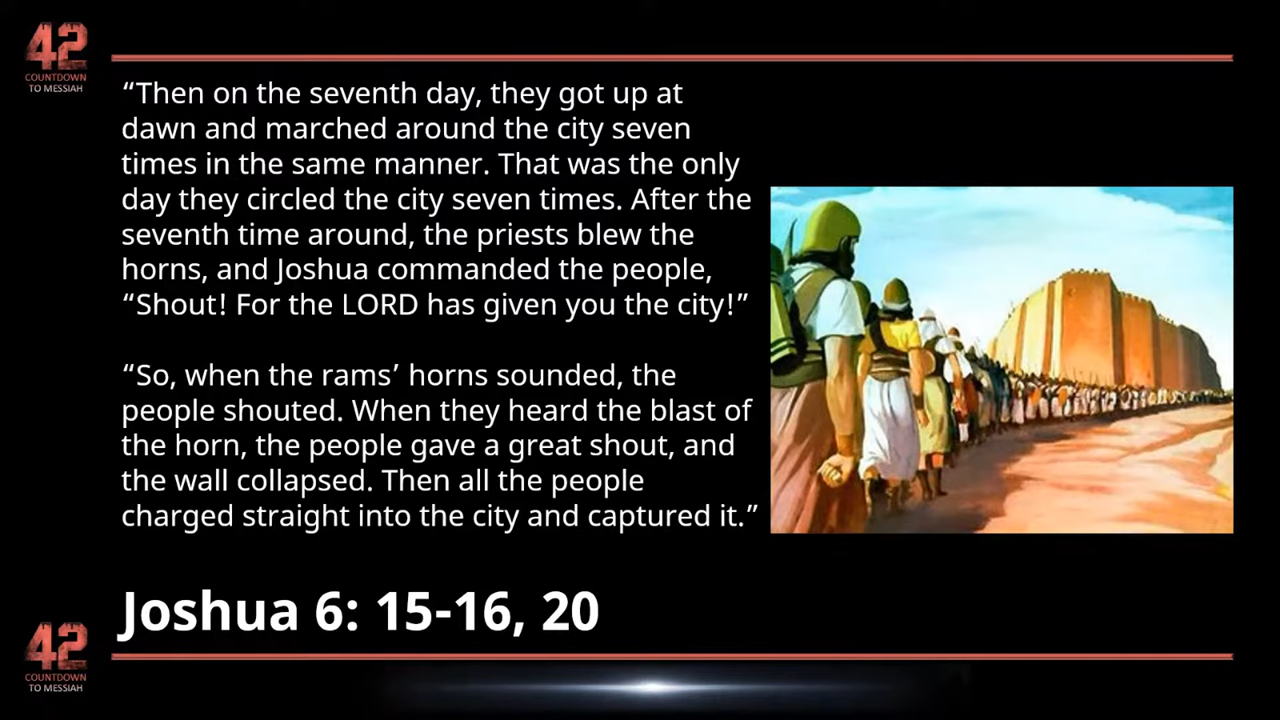 42
COUNTDOWN
TO MESSIAH
“Then on the seventh day, they got up at
dawn and marched around the city seven
times in the same manner. That was the only
day they circled the city seven times. After the
seventh time around, the priests blew the
horns, and Joshua commanded the people,
“Shout! For the LORD has given you the city!”
“So, when the rams’ horns sounded, the
people shouted. When they heard the blast of
the horn, the people gave a great shout, and
the wall collapsed. Then all the people
charged straight into the city and captured it.”
Joshua 6: 15-16, 20
42
COUNTDOWN
TO MESSIAH